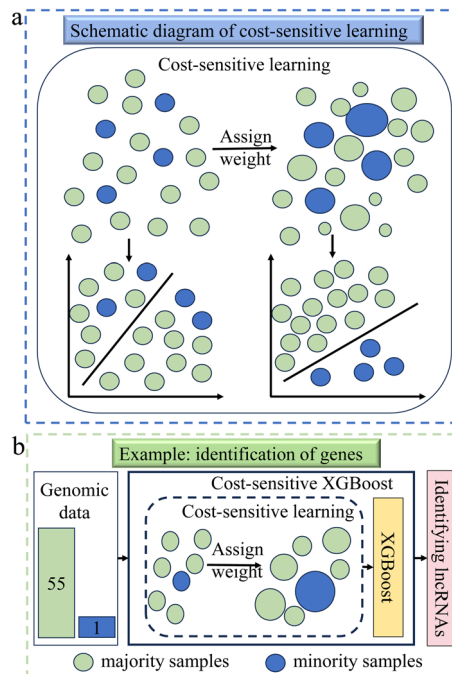 a
Schematic diagram of cost-sensitive learning
Cost-sensitive learning
Assign
weight
b
Example: identification of genes
Genomic
data
55
1
Cost-sensitive XGBoost
Cost-sensitive learning
Assign
weight
XGBoost
Identifying
lncRNAs
majority samples
minority samples